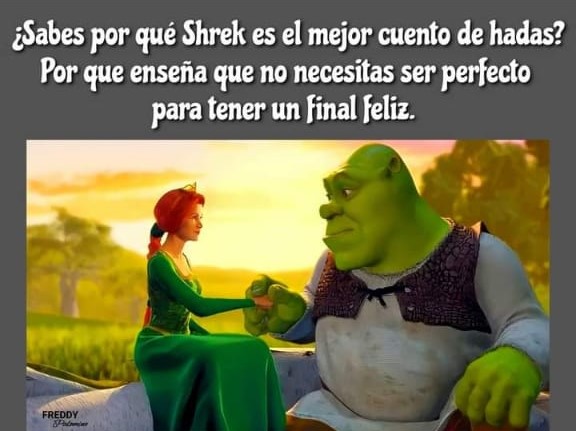 ¿Sabes por qué Shrek es el mejor cuento de hadas?
Por que enseña que no necesitas ser perfecto
para tener un final feliz.
FREDDY